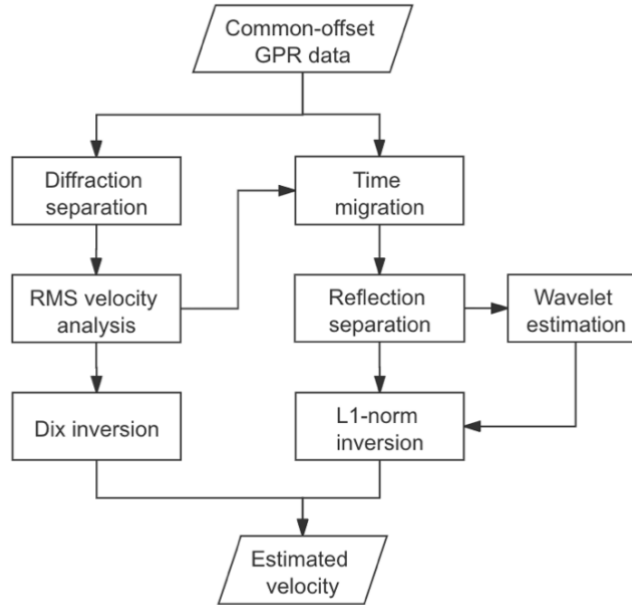 Common-offset
GPR data
Diffraction
separation
Time
migration
RMS velocity
analysis
Reflection
separation
Wavelet
estimation
Dix inversion
L1-norm
inversion
Estimated
velocity